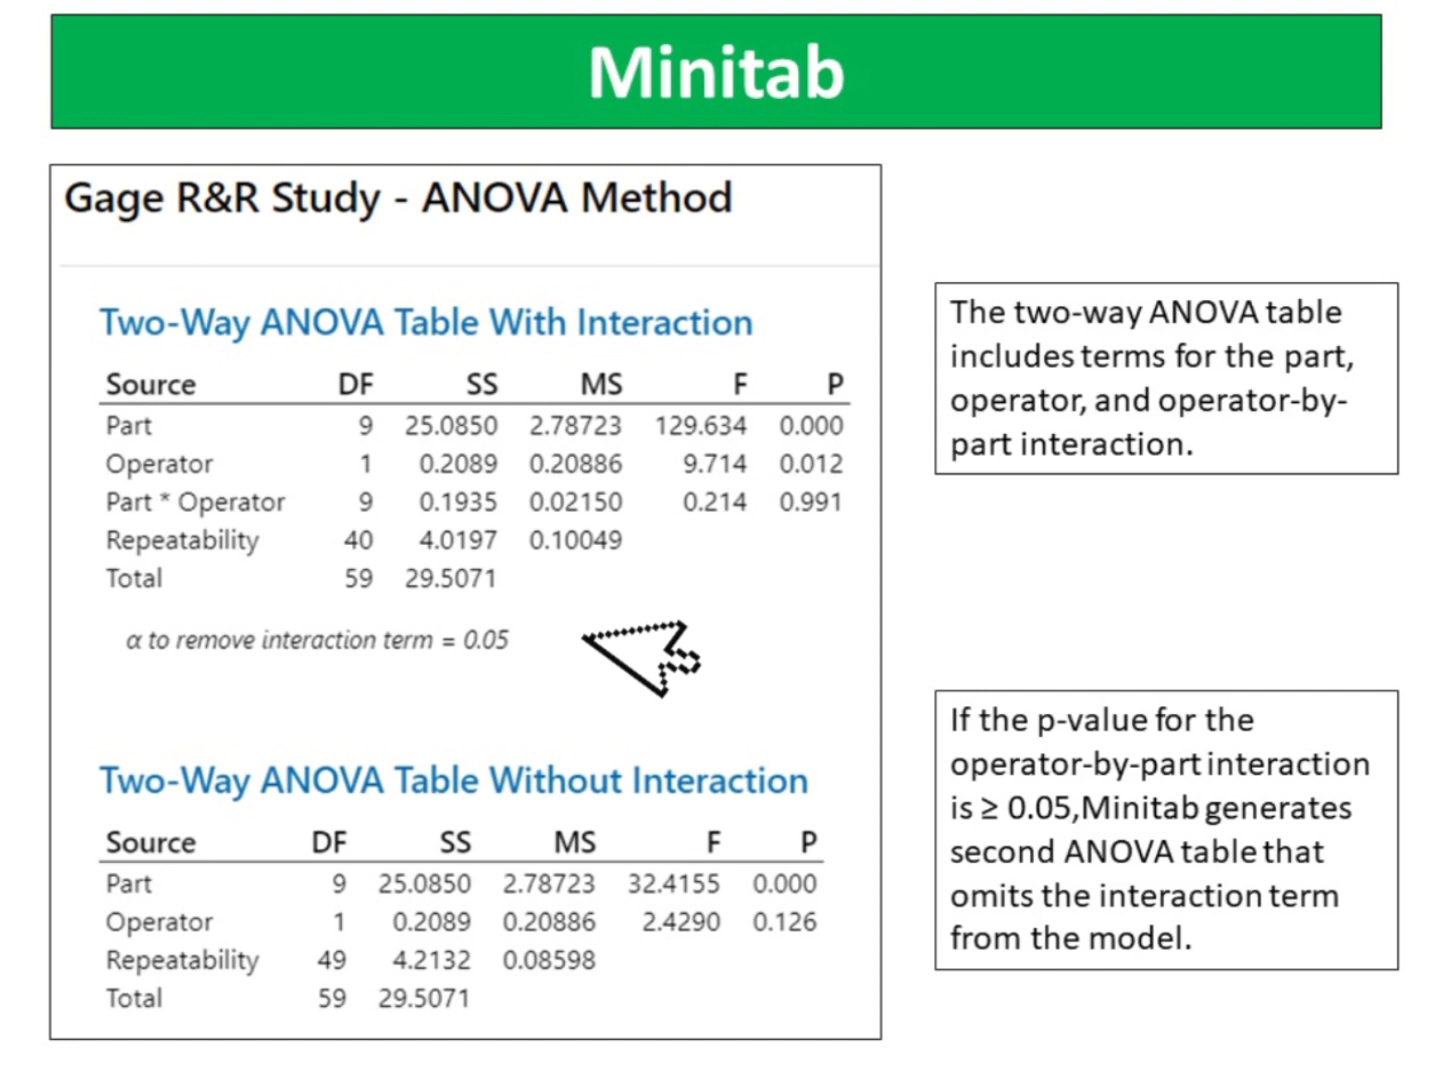 Minitab
Gage R&R Study - ANOVA Method
Two-Way ANOVA Table With Interaction
Source DF SS MS F P
Part 9 25.0850 2.78723 129.634 0.000
Operator 1 0.2089 0.20886 9.714 0.012
Part * Operator 9 0.1935 0.02150 0.214 0.991
Repeatability 40 4.0197 0.10049
Total 59 29.5071
α to remove interaction term = 0.05
Two-Way ANOVA Table Without Interaction
Source DF SS MS F P
Part 9 25.0850 2.78723 32.4155 0.000
Operator 1 0.2089 0.20886 2.4290 0.126
Repeatability 49 4.2132 0.08598
Total 59 29.5071
The two-way ANOVA table
includes terms for the part,
operator, and operator-by-
part interaction.
If the p-value for the
operator-by-part interaction
is ≥ 0.05,Minitab generates
second ANOVA table that
omits the interaction term
from the model.